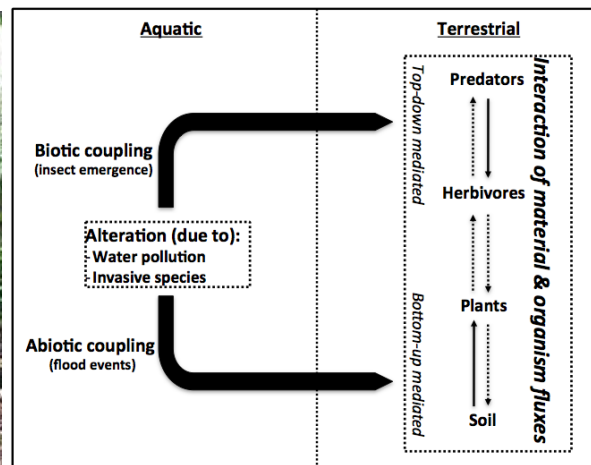 Aquatic
Terrestrial
Biotic coupling
(insect emergence)
Alteration (due to):
- Water pollution
- Invasive species
Abiotic coupling
(flood events)
Top-down mediated
Bottom-up mediated
Predators
Herbivores
Plants
Soil
Interaction of material & organism fluxes